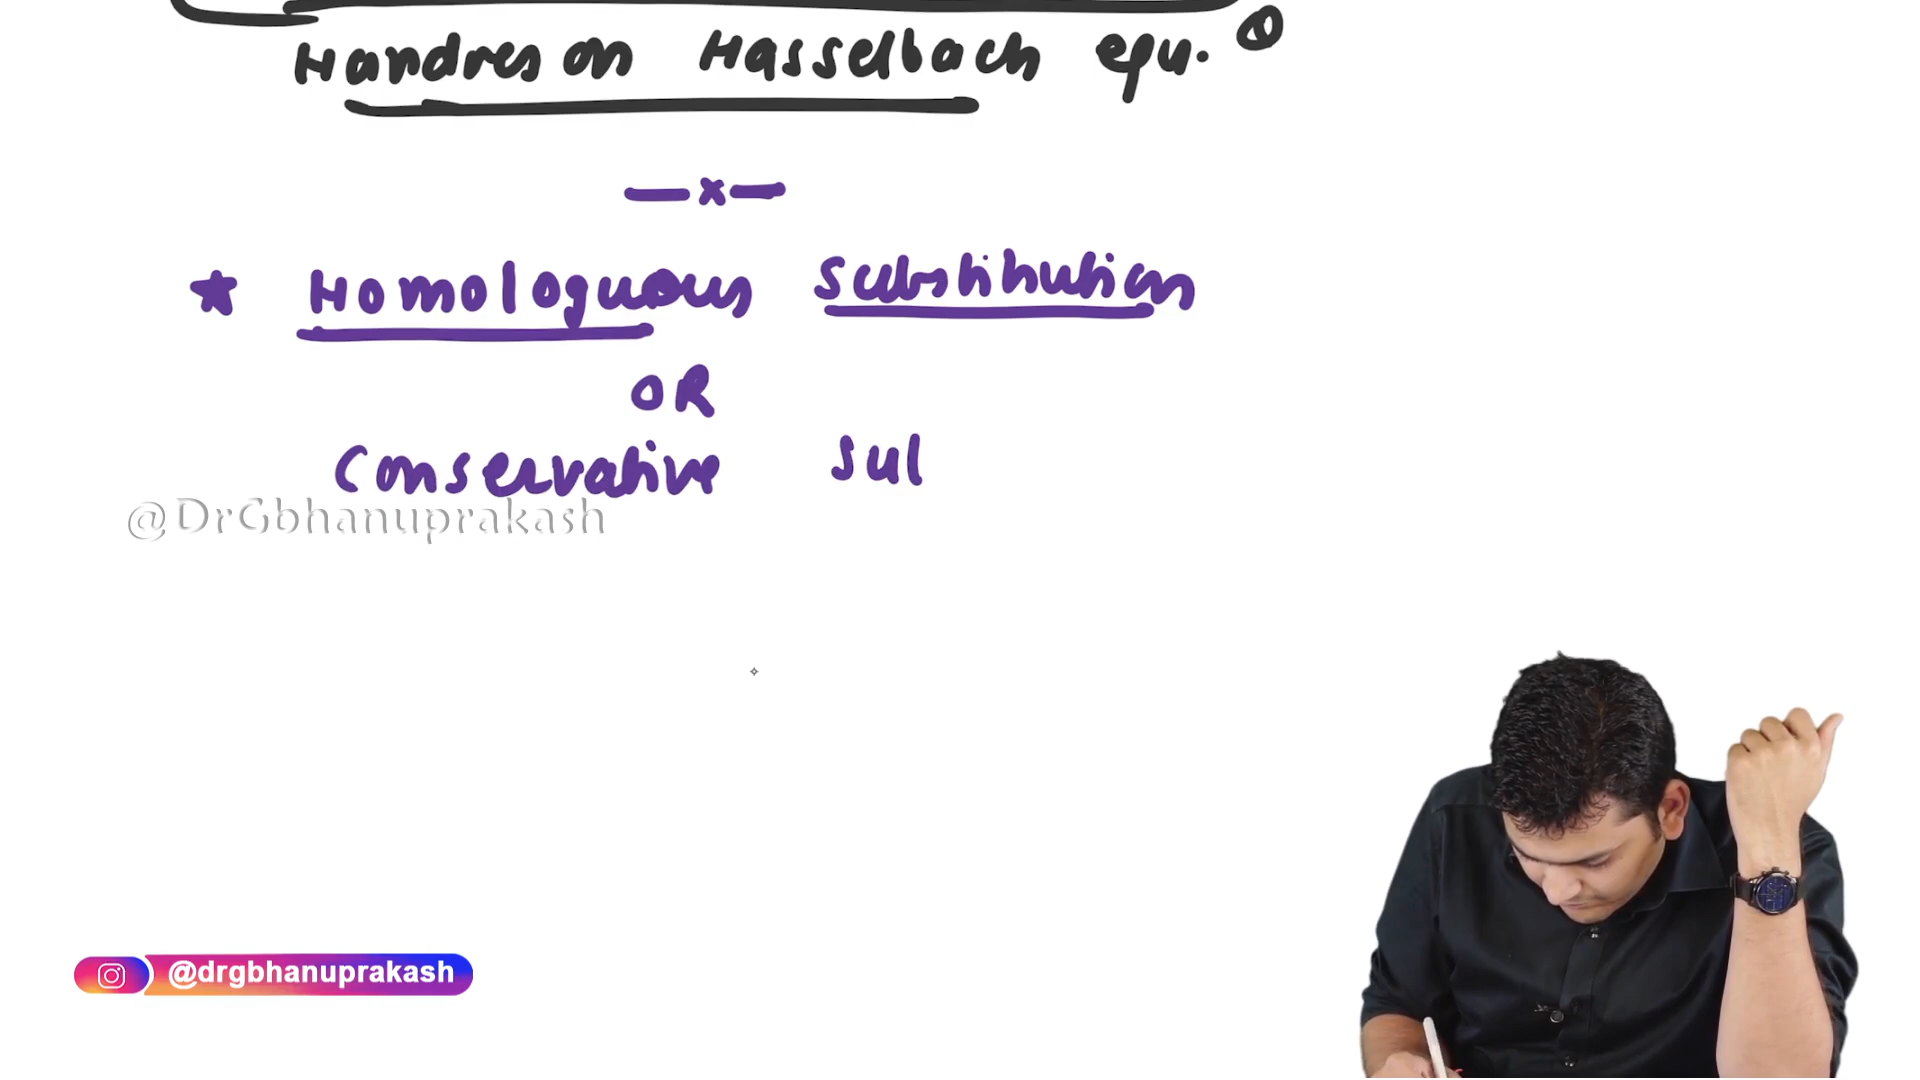 Handreson Hasselbach equ.
—x—
★ Homologuous Substitution
OR
Conservative Sul
@DrGbhanuprakash
@drgbhanuprakash